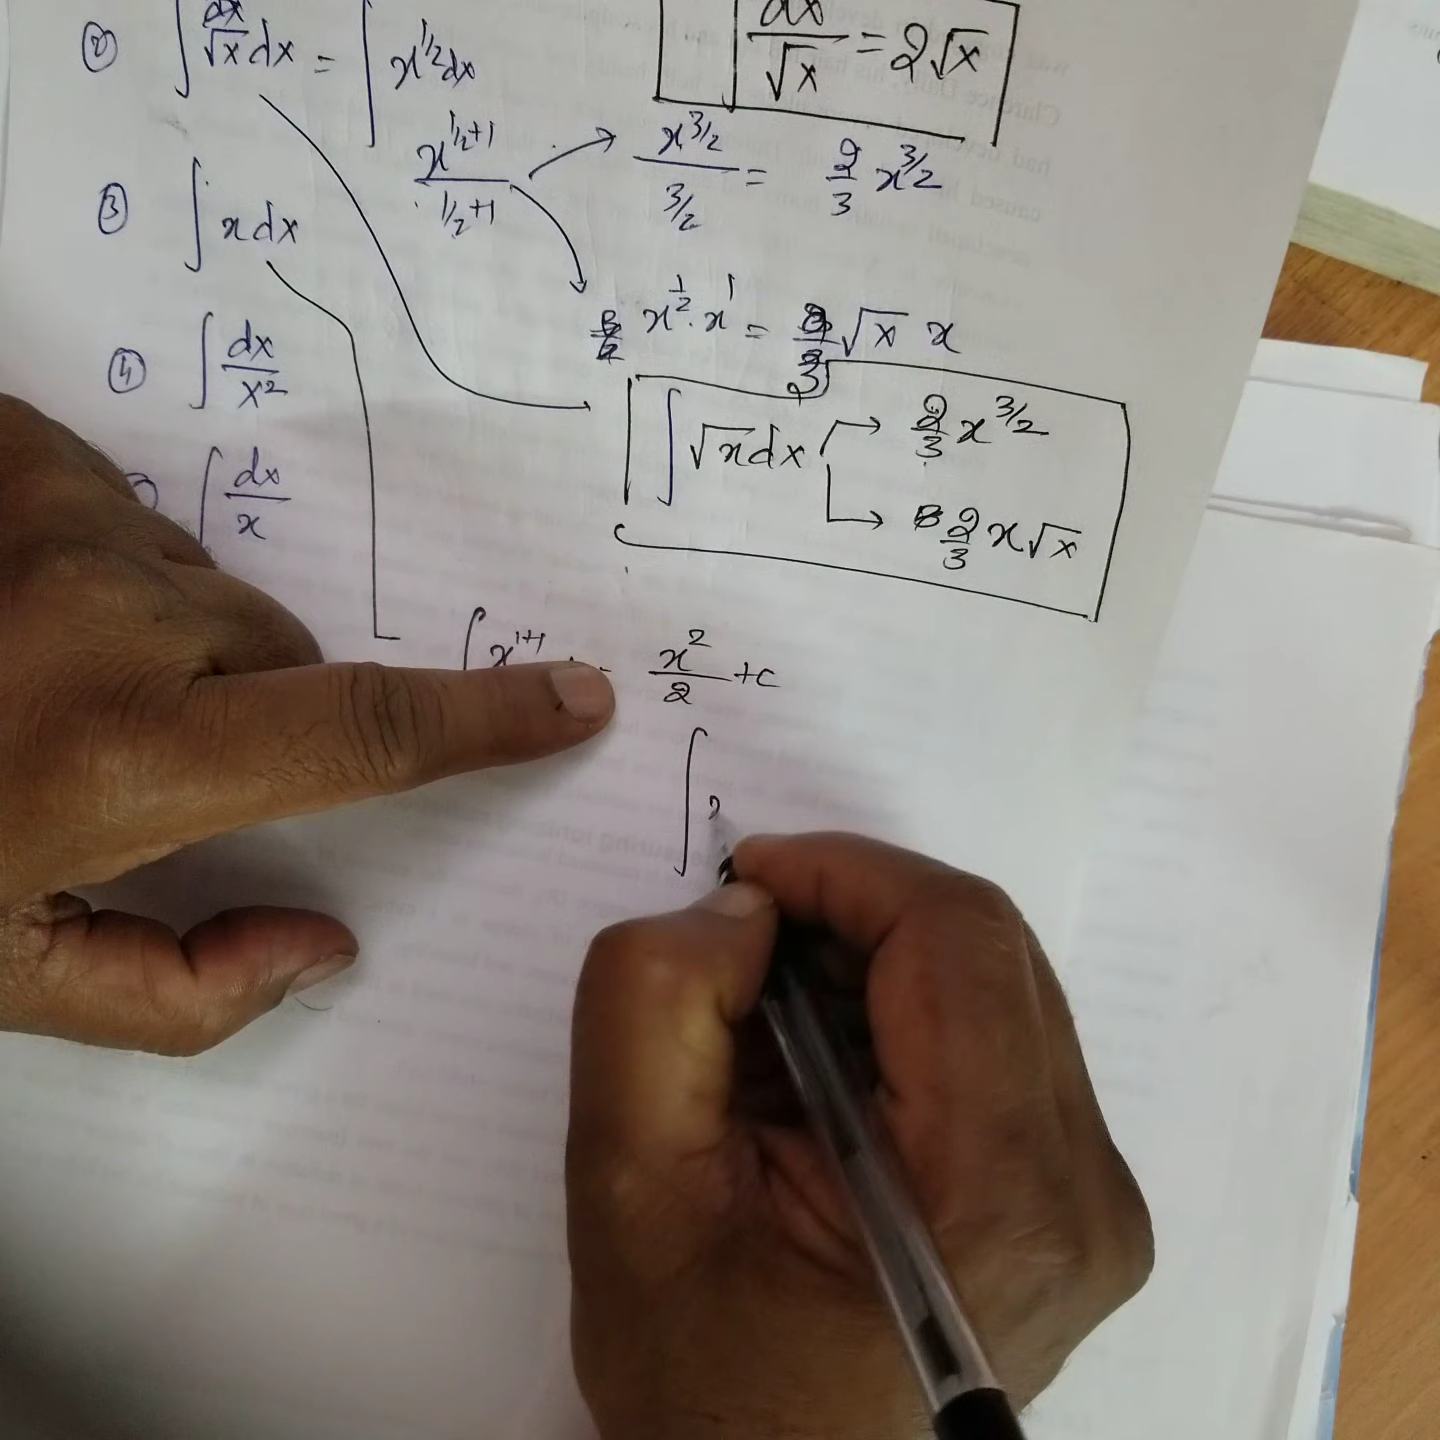 ② ∫ dx/√x dx = ∫ x^1/2 dx
∫ dx/√x = 2√x
x^(1/2+1) / (1/2+1) → x^3/2 / 3/2 = 2/3 x^3/2
③ ∫ x dx
x^1/2 · x^1 = 2/3 √x x
④ ∫ dx/x²
∫ √x dx → 2/3 x^3/2
→ 2/3 x√x
∫ dx/x
∫ x^1+1 = x²/2 + c
∫